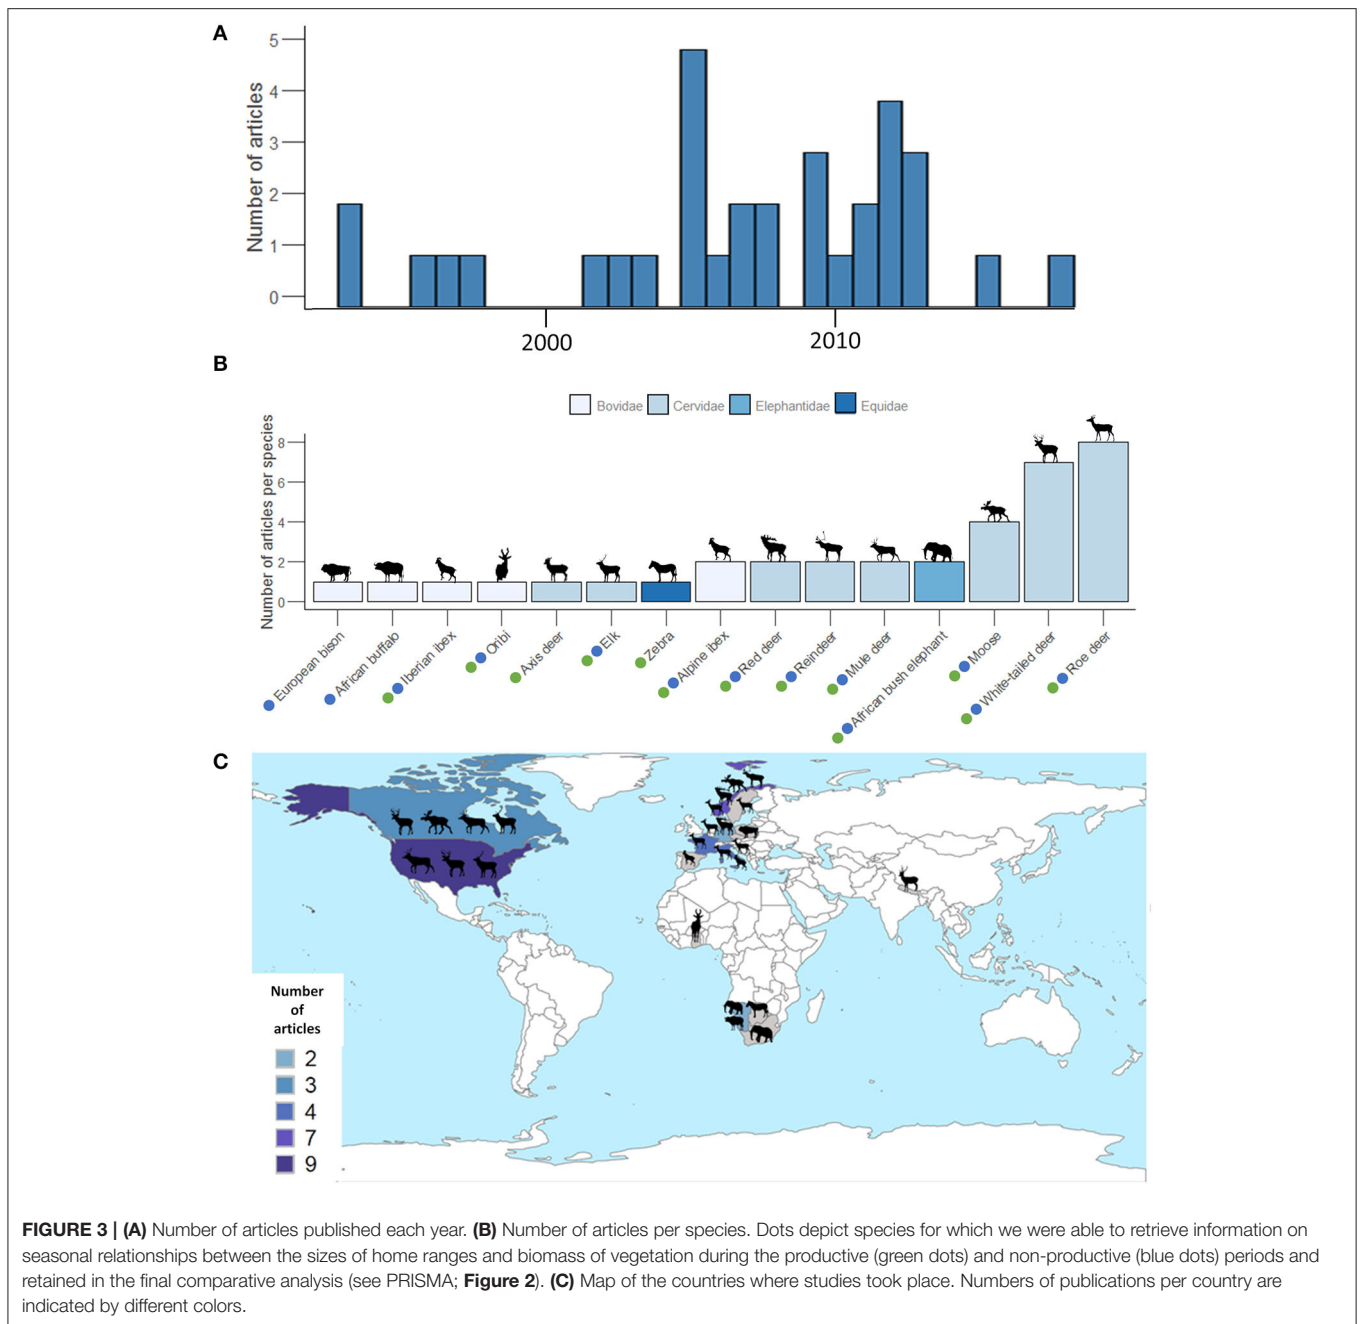 A
Number of articles
5
4
3
2
1
0
2000
2010
B
Bovidae
Cervidae
Elephantidae
Equidae
Number of articles per species
8
6
4
2
0
European bison
African buffalo
Iberian ibex
Oribi
Axis deer
Elk
Zebra
Alpine ibex
Red deer
Reindeer
Mule deer
African bush elephant
Moose
White-tailed deer
Roe deer
C
Number
of
articles
2
3
4
7
9
FIGURE 3 | (A) Number of articles published each year. (B) Number of articles per species. Dots depict species for which we were able to retrieve information on
seasonal relationships between the sizes of home ranges and biomass of vegetation during the productive (green dots) and non-productive (blue dots) periods and
retained in the final comparative analysis (see PRISMA; Figure 2). (C) Map of the countries where studies took place. Numbers of publications per country are
indicated by different colors.